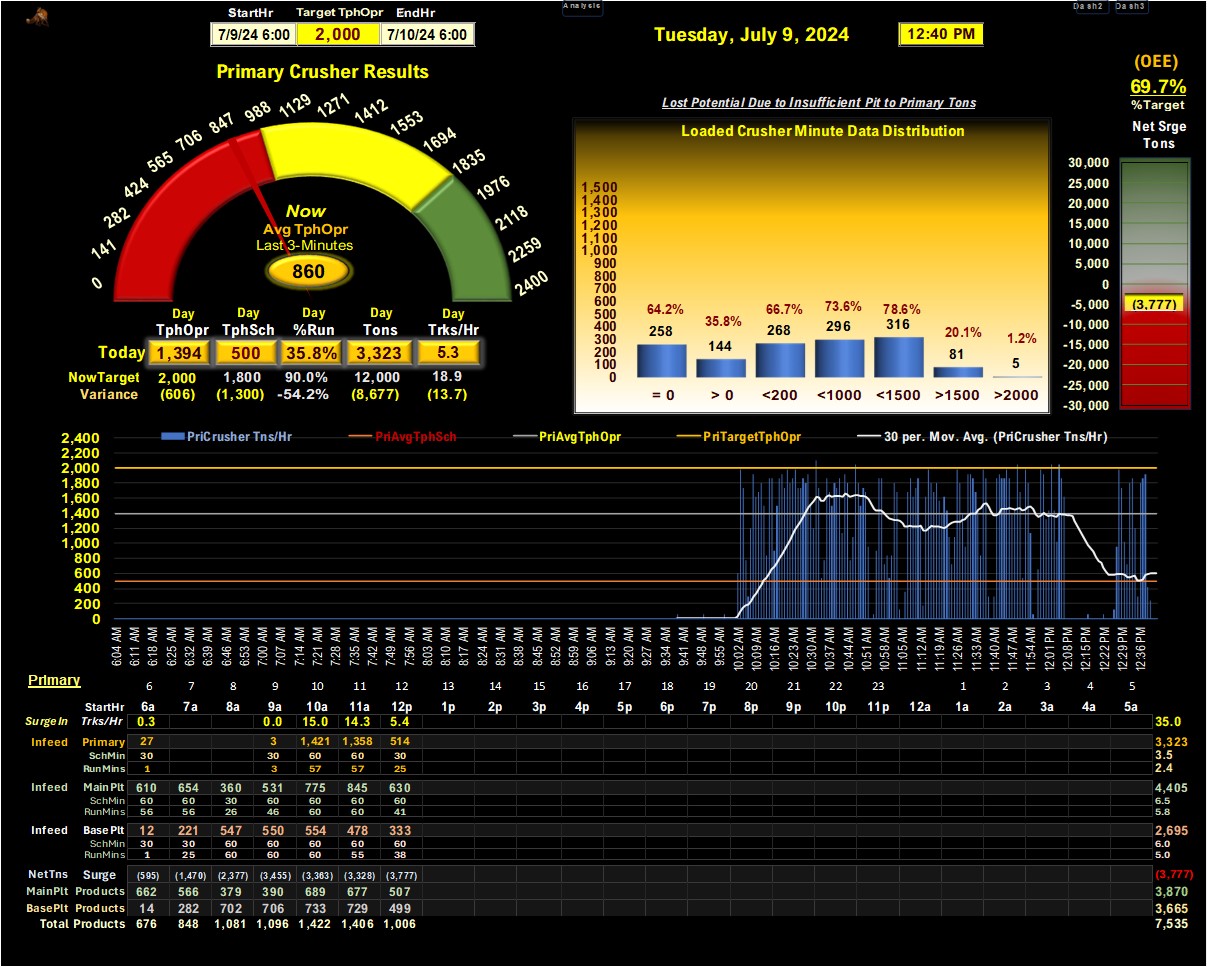 Analysis
Dash2 Dash3
StartHr Target TphOpr EndHr
7/9/24 6:00 2,000 7/10/24 6:00
Tuesday, July 9, 2024 12:40 PM
Primary Crusher Results
(OEE)
69.7%
%Target
Net Srge
Tons
0
141
282
424
565
706
847
988
1129
1271
1412
1553
1694
1835
1976
2118
2259
2400
Now
Avg TphOpr
Last 3-Minutes
860
Lost Potential Due to Insufficient Pit to Primary Tons
Loaded Crusher Minute Data Distribution
1,500
1,400
1,300
1,200
1,100
1,000
900
800
700
600
500
400
300
200
100
0
64.2% 35.8% 66.7% 73.6% 78.6% 20.1% 1.2%
258 144 268 296 316 81 5
= 0 > 0 <200 <1000 <1500 >1500 >2000
30,000
25,000
20,000
15,000
10,000
5,000
0
-5,000
-10,000
-15,000
-20,000
-25,000
-30,000
(3,777)
Day Day Day Day Day
TphOpr TphSch %Run Tons Trks/Hr
Today 1,394 500 35.8% 3,323 5.3
NowTarget 2,000 1,800 90.0% 12,000 18.9
Variance (606) (1,300) -54.2% (8,677) (13.7)
PriCrusher Tns/Hr PriAvgTphSch PriAvgTphOpr PriTargetTphOpr 30 per. Mov. Avg. (PriCrusher Tns/Hr)
2,400
2,200
2,000
1,800
1,600
1,400
1,200
1,000
800
600
400
200
0
6:04 AM 6:11 AM 6:18 AM 6:25 AM 6:32 AM 6:39 AM 6:46 AM 6:53 AM 7:00 AM 7:07 AM 7:14 AM 7:21 AM 7:28 AM 7:35 AM 7:42 AM 7:49 AM 7:56 AM 8:03 AM 8:10 AM 8:17 AM 8:24 AM 8:31 AM 8:38 AM 8:45 AM 8:52 AM 8:59 AM 9:06 AM 9:13 AM 9:20 AM 9:27 AM 9:34 AM 9:41 AM 9:48 AM 9:55 AM 10:02 AM 10:09 AM 10:16 AM 10:23 AM 10:30 AM 10:37 AM 10:44 AM 10:51 AM 10:58 AM 11:05 AM 11:12 AM 11:19 AM 11:26 AM 11:33 AM 11:40 AM 11:47 AM 11:54 AM 12:01 PM 12:08 PM 12:15 PM 12:22 PM 12:29 PM 12:36 PM
Primary
6 7 8 9 10 11 12 13 14 15 16 17 18 19 20 21 22 23 1 2 3 4 5
StartHr 6a 7a 8a 9a 10a 11a 12p 1p 2p 3p 4p 5p 6p 7p 8p 9p 10p 11p 12a 1a 2a 3a 4a 5a
Surge In Trks/Hr 0.3 0.0 15.0 14.3 5.4 35.0
Infeed Primary 27 3 1,421 1,358 514 3,323
SchMin 30 30 60 60 30 3.5
RunMins 1 3 57 57 25 2.4
Infeed Main Plt 610 654 360 531 775 845 630 4,405
SchMin 60 60 30 60 60 60 60 6.5
RunMins 56 56 26 46 60 60 41 5.8
Infeed Base Plt 12 221 547 550 554 478 333 2,695
SchMin 30 30 60 60 60 60 60 6.0
RunMins 1 25 60 60 60 55 38 5.0
NetTns Surge (595) (1,470) (2,377) (3,455) (3,363) (3,328) (3,777) (3,777)
MainPlt Products 662 566 379 390 689 677 507 3,870
BasePlt Products 14 282 702 706 733 729 499 3,665
Total Products 676 848 1,081 1,096 1,422 1,406 1,006 7,535